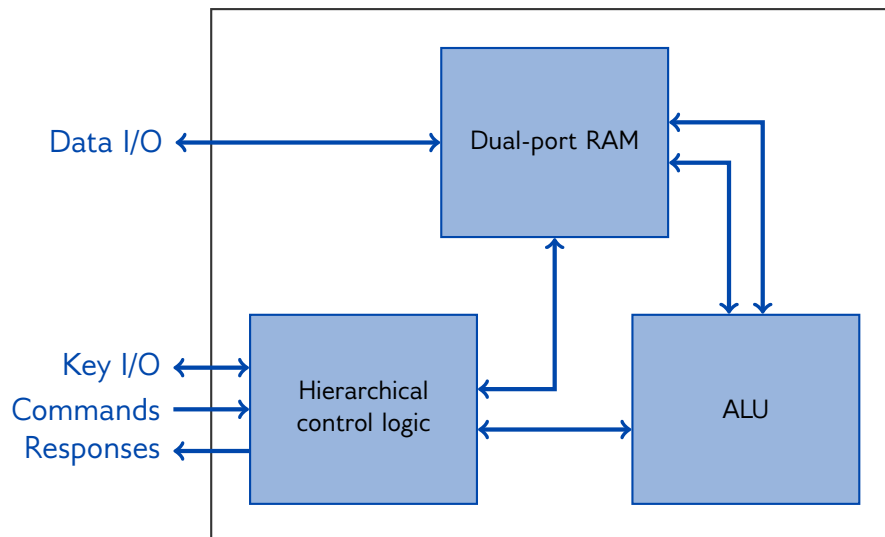 Data I/O
Dual-port RAM
Key I/O
Commands
Responses
Hierarchical
control logic
ALU